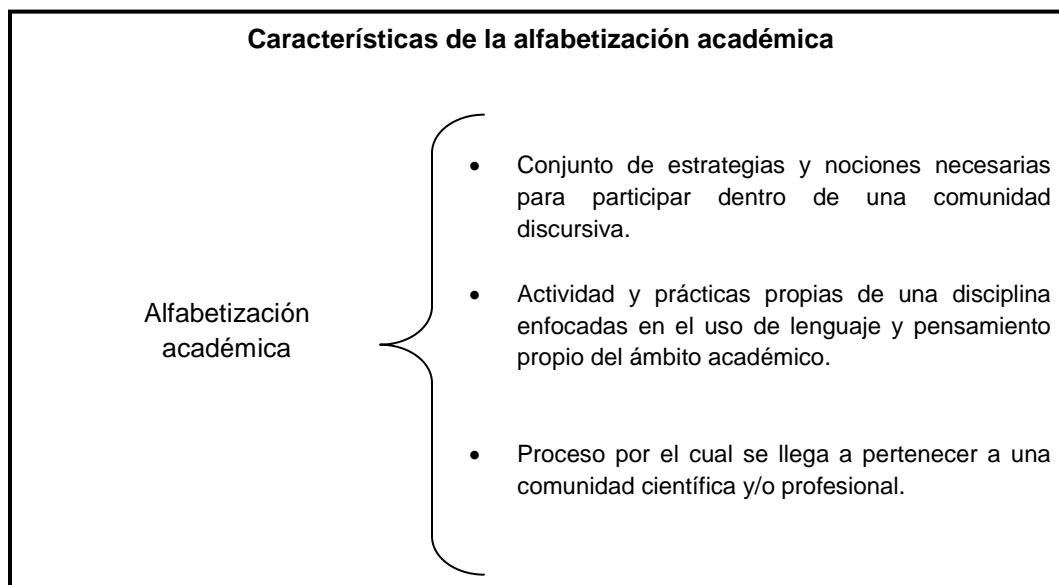 Características de la alfabetización académica
• Conjunto de estrategias y nociones necesarias
para participar dentro de una comunidad
discursiva.
Alfabetización
académica
• Actividad y prácticas propias de una disciplina
enfocadas en el uso de lenguaje y pensamiento
propio del ámbito académico.
• Proceso por el cual se llega a pertenecer a una
comunidad científica y/o profesional.